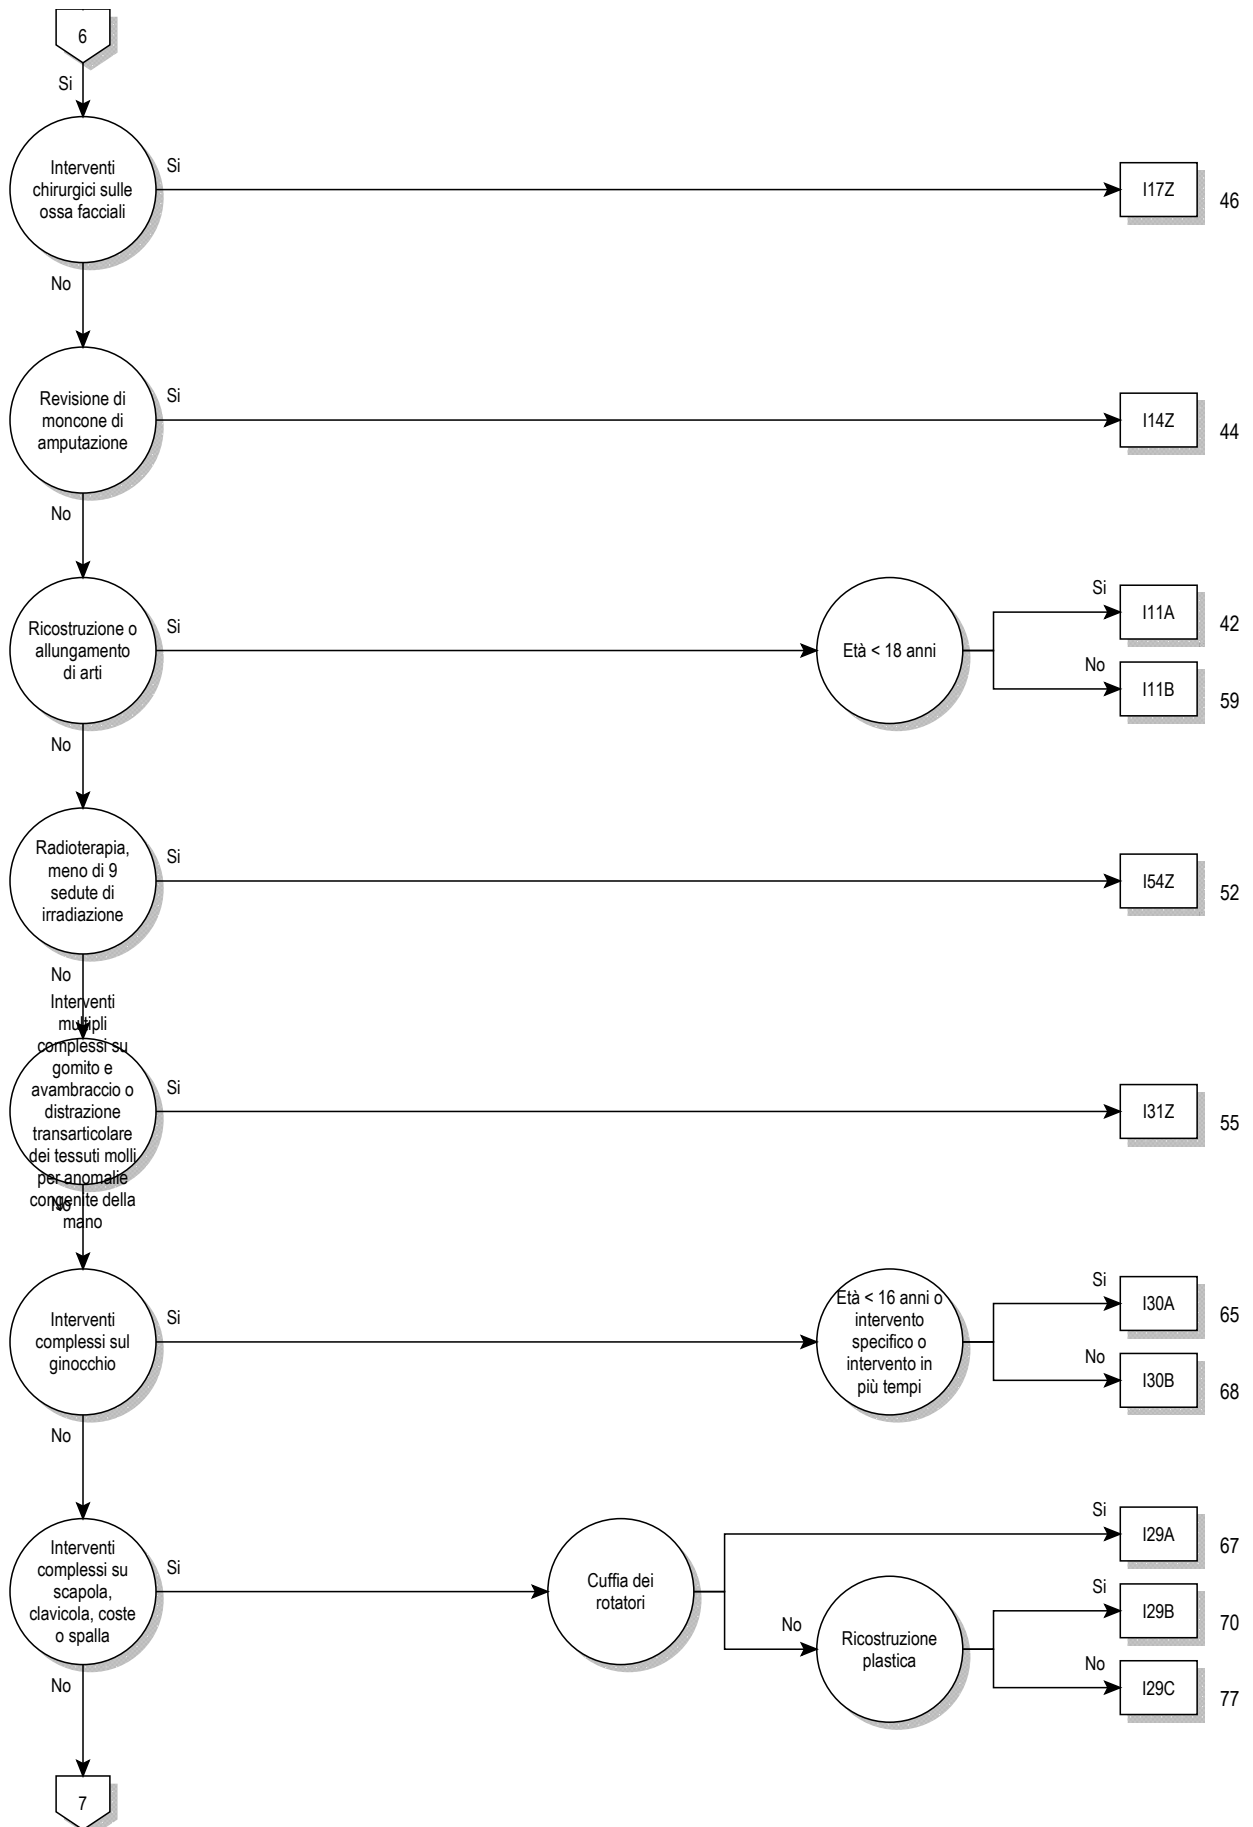 6
Si
Interventi
chirurgici sulle
ossa facciali
Si
I17Z
46
No
Revisione di
moncone di
amputazione
Si
I14Z
44
No
Ricostruzione o
allungamento
di arti
Si
Età < 18 anni
Si
I11A
42
No
I11B
59
No
Radioterapia,
meno di 9
sedute di
irradiazione
Si
I54Z
52
No
Interventi
multipli
complessi su
gomito e
avambraccio o
distrazione
transarticolare
dei tessuti molli
per anomalie
congenite della
mano
Si
I31Z
55
No
Interventi
complessi sul
ginocchio
Si
Età < 16 anni o
intervento
specifico o
intervento in
più tempi
Si
I30A
65
No
I30B
68
No
Interventi
complessi su
scapola,
clavicola, coste
o spalla
Si
Cuffia dei
rotatori
Si
I29A
67
No
Ricostruzione
plastica
Si
I29B
70
No
I29C
77
No
7